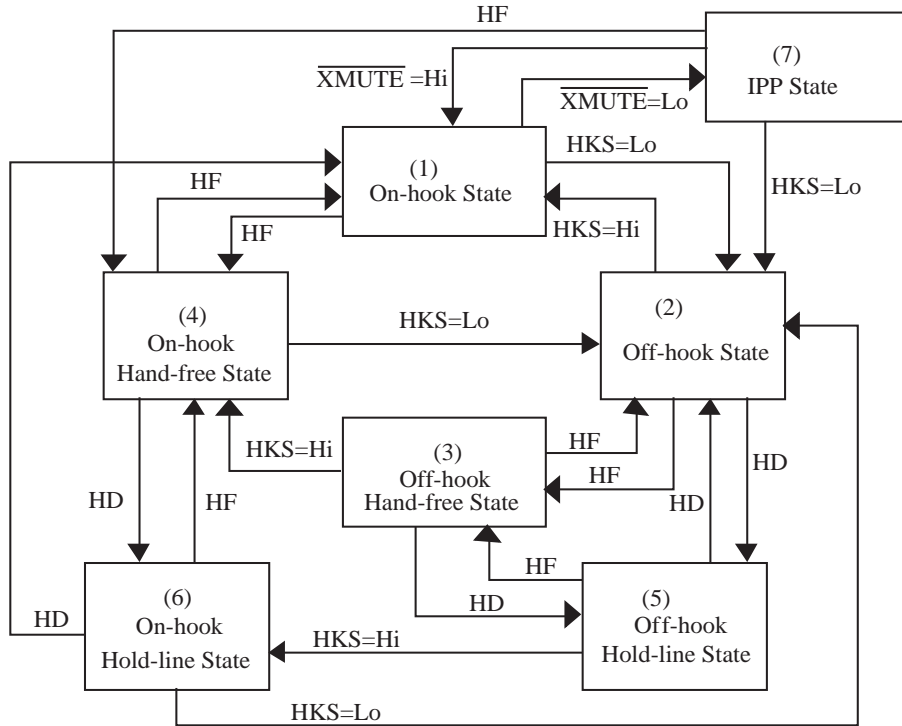 HF
(7)
IPP State
XMUTE =Hi
XMUTE=Lo
(1)
On-hook State
HKS=Lo
HKS=Lo
HF
HF
HKS=Hi
(4)
On-hook
Hand-free State
HKS=Lo
(2)
Off-hook State
HKS=Hi
(3)
Off-hook
Hand-free State
HF
HF
HD
HD
HF
HD
HF
HD
(6)
On-hook
Hold-line State
HD
HKS=Hi
(5)
Off-hook
Hold-line State
HKS=Lo